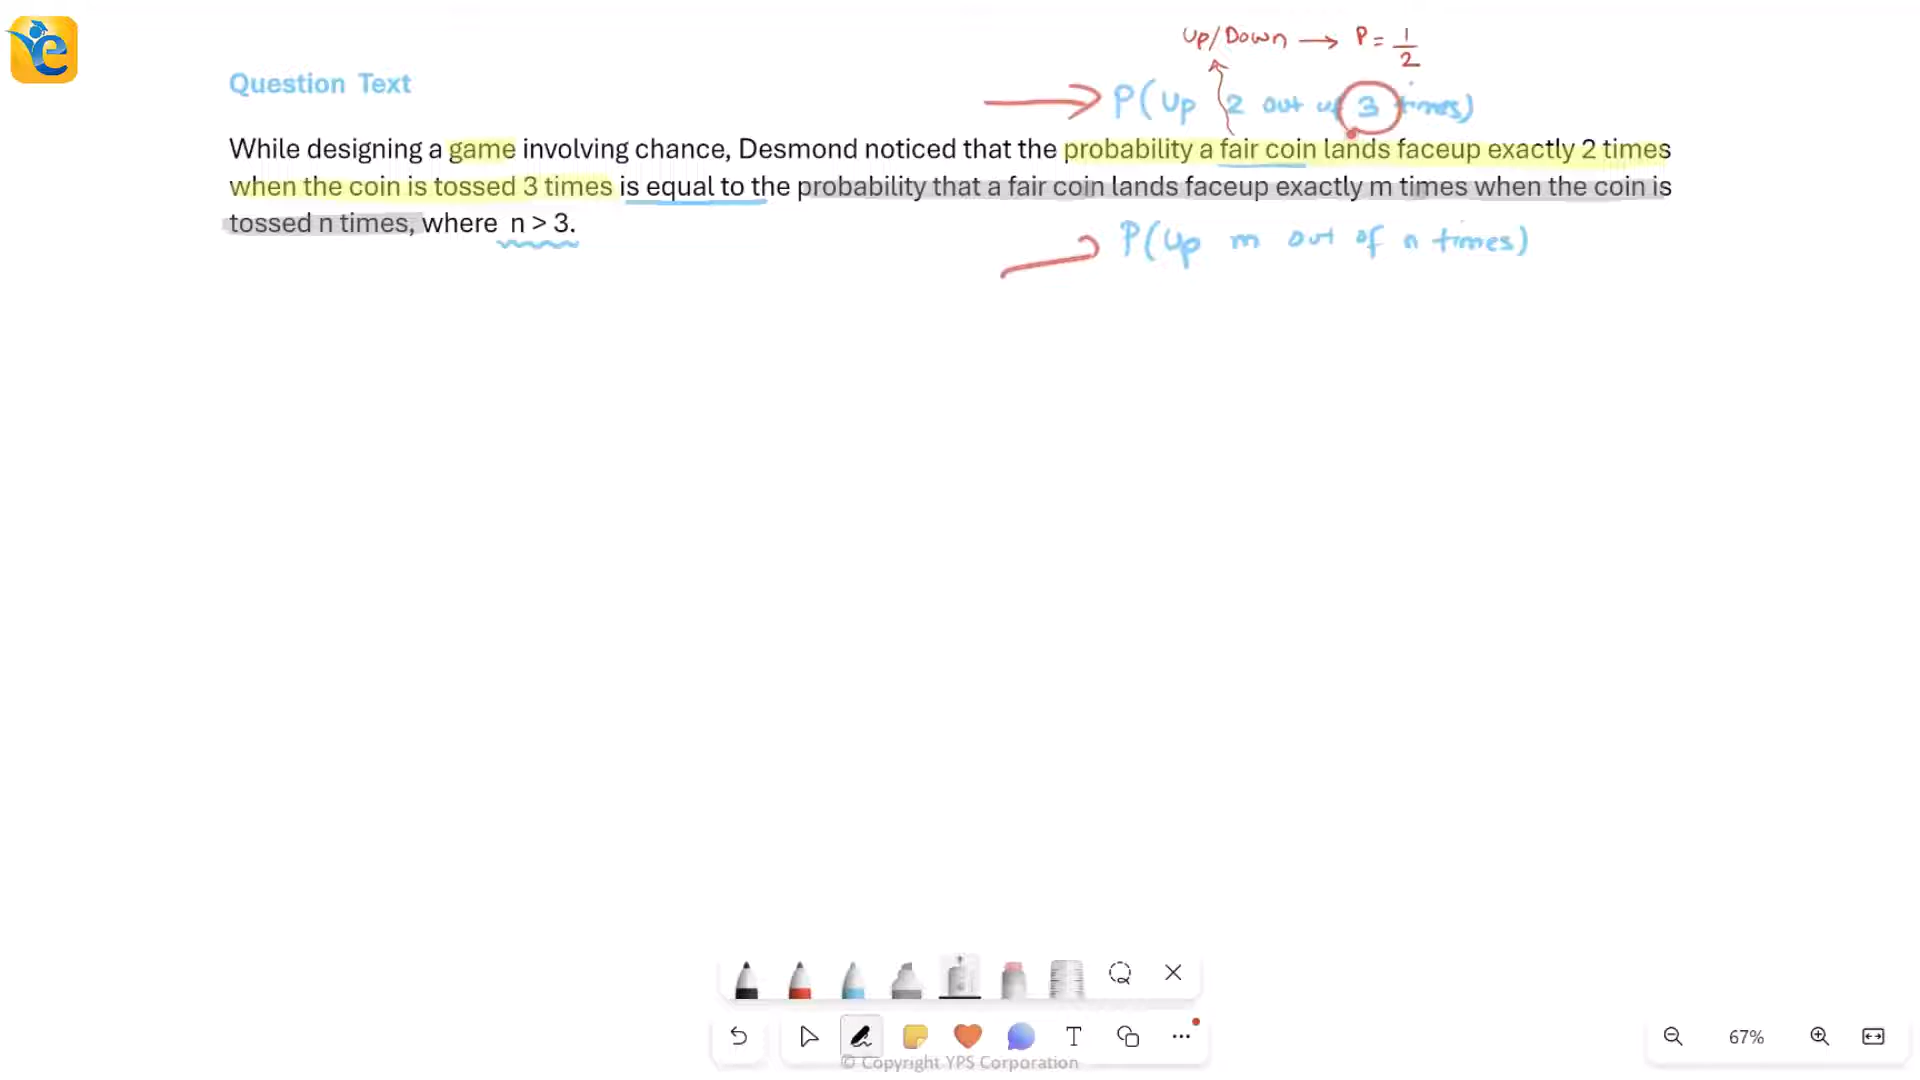 up/Down → P = 1/2
Question Text
P(up 2 out of 3 times)
While designing a game involving chance, Desmond noticed that the probability a fair coin lands faceup exactly 2 times
when the coin is tossed 3 times is equal to the probability that a fair coin lands faceup exactly m times when the coin is
tossed n times, where n > 3.
P(up m out of n times)
67%
© Copyright YPS Corporation